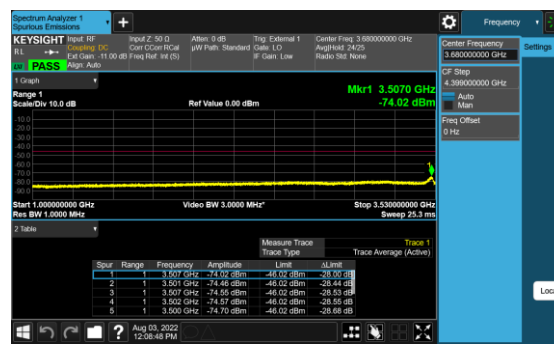 Spectrum Analyzer 1
Spurious Emissions
Frequency
KEYSIGHT
Input: RF
Coupling: DC
Ext Gain: -11.00 dB
Align: Auto
Input Z: 50 Ω
Corr CCorr RCal
Freq Ref: Int (S)
Atten: 0 dB
µW Path: Standard
Trig: External 1
Gate: LO
IF Gain: Low
Center Freq: 3.680000000 GHz
Avg|Hold: 24/25
Radio Std: None
RL
PASS
Center Frequency
3.680000000 GHz
Settings
CF Step
4.399000000 GHz
Auto
Man
Freq Offset
0 Hz
1 Graph
Range 1
Scale/Div 10.0 dB
Ref Value 0.00 dBm
Mkr1 3.5070 GHz
-74.02 dBm
-10.0
-20.0
-30.0
-40.0
-50.0
-60.0
-70.0
-80.0
-90.0
1
Start 1.000000000 GHz
Video BW 3.0000 MHz*
Stop 3.530000000 GHz
Res BW 1.0000 MHz
Sweep 25.3 ms
2 Table
Measure Trace Trace 1
Trace Type Trace Average (Active)
Spur Range Frequency Amplitude Limit ΔLimit
1 1 3.507 GHz -74.02 dBm -46.02 dBm -28.00 dB
2 1 3.501 GHz -74.46 dBm -46.02 dBm -28.44 dB
3 1 3.507 GHz -74.55 dBm -46.02 dBm -28.53 dB
4 1 3.502 GHz -74.57 dBm -46.02 dBm -28.55 dB
5 1 3.500 GHz -74.70 dBm -46.02 dBm -28.68 dB
Loca
?
Aug 03, 2022
12:08:48 PM